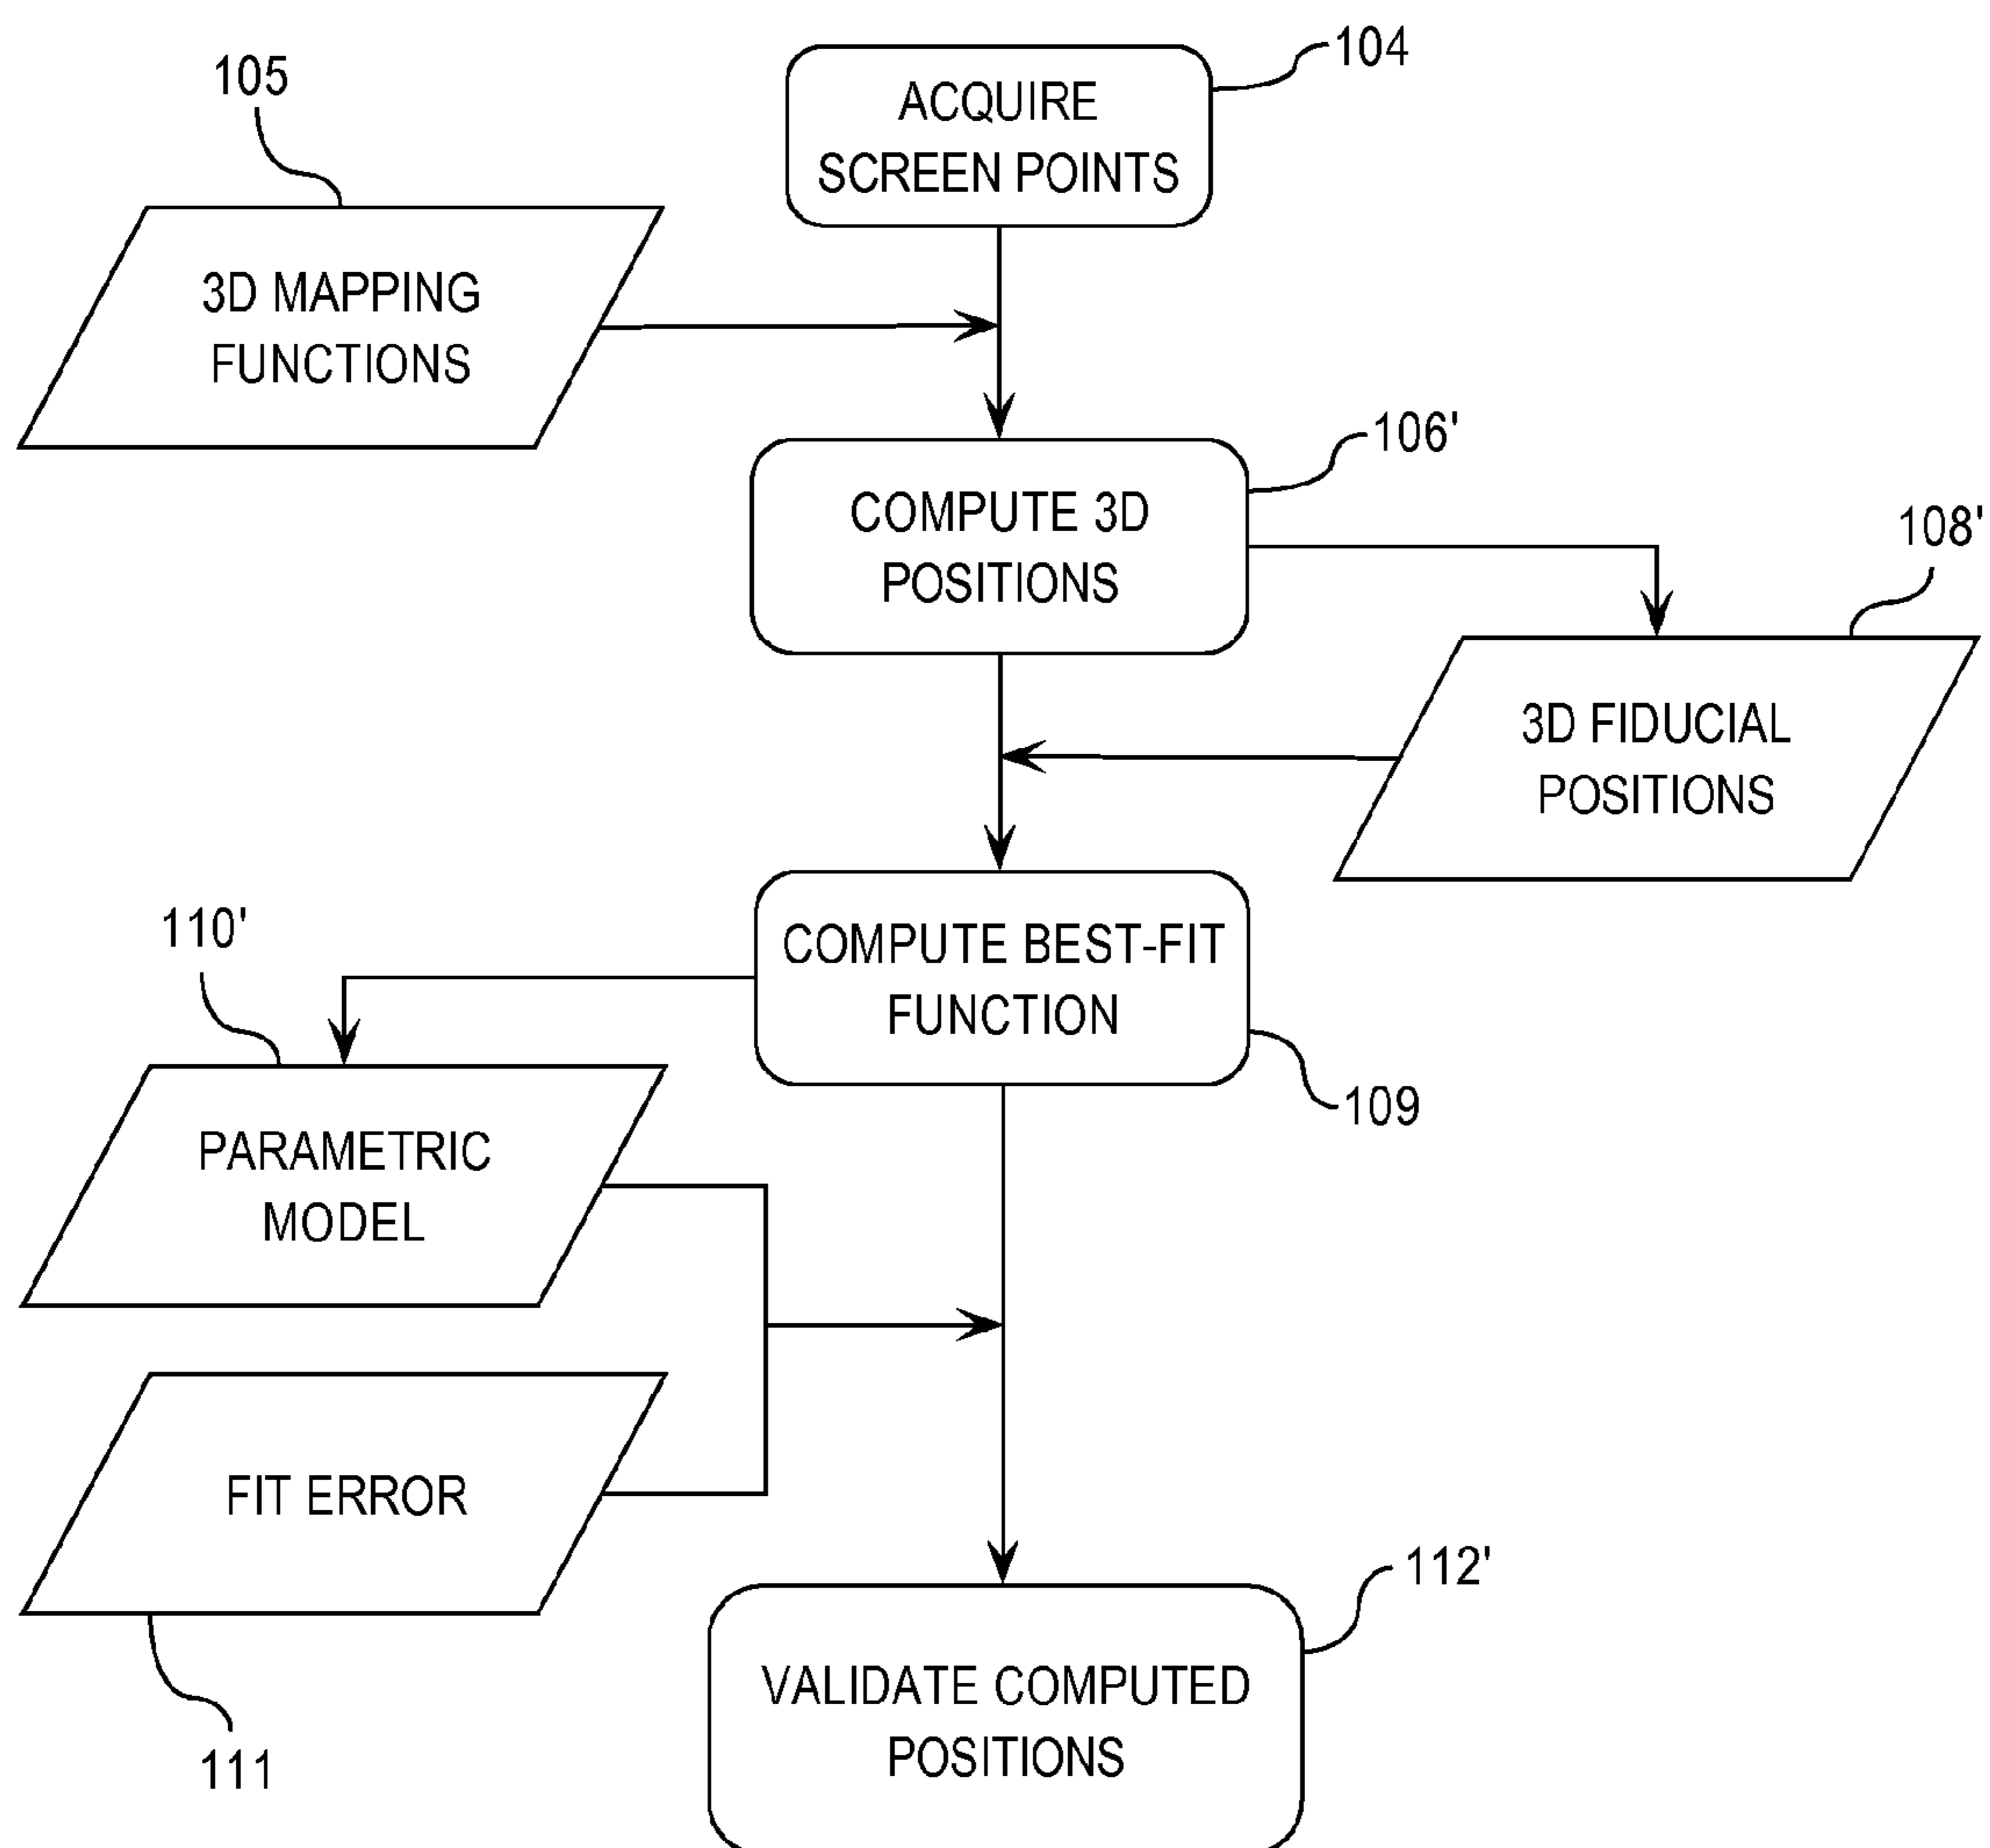 104
ACQUIRE
SCREEN POINTS
105
3D MAPPING
FUNCTIONS
106'
COMPUTE 3D
POSITIONS
108'
3D FIDUCIAL
POSITIONS
COMPUTE BEST-FIT
FUNCTION
109
110'
PARAMETRIC
MODEL
FIT ERROR
111
112'
VALIDATE COMPUTED
POSITIONS